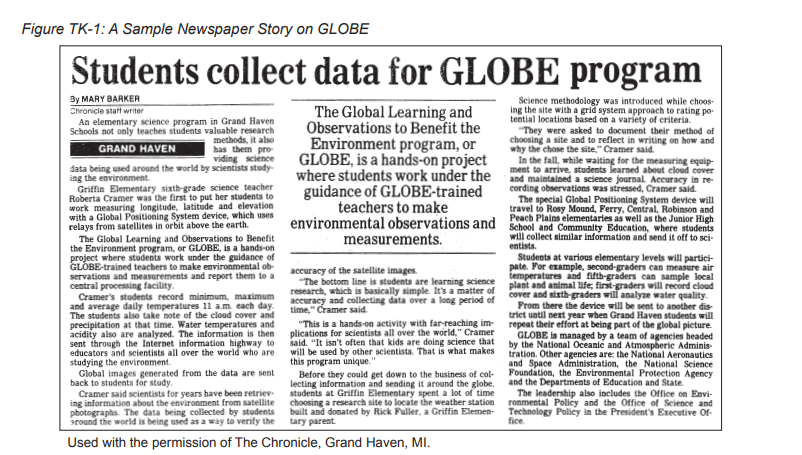 Figure TK-1: A Sample Newspaper Story on GLOBE
Students collect data for GLOBE program
By MARY BARKER
Chronicle staff writer
An elementary science program in Grand Haven
Schools not only teaches students valuable research
GRAND HAVEN
methods, it also
has them pro-
viding science
data being used around the world by scientists study-
ing the environment.
Griffin Elementary sixth-grade science teacher
Roberta Cramer was the first to put her students to
work measuring longitude, latitude and elevation
with a Global Positioning System device, which uses
relays from satellites in orbit above the earth.
The Global Learning and Observations to Benefit
the Environment program, or GLOBE, is a hands-on
project where students work under the guidance of
GLOBE-trained teachers to make environmental ob-
servations and measurements and report them to a
central processing facility.
Cramer's students record minimum, maximum
and average daily temperatures 11 a.m. each day.
The students also take note of the cloud cover and
precipitation at that time. Water temperatures and
acidity also are analyzed. The information is then
sent through the Internet information highway to
educators and scientists all over the world who are
studying the environment.
Global images generated from the data are sent
back to students for study.
Cramer said scientists for years have been retriev-
ing information about the environment from satellite
photographs. The data being collected by students
around the world is being used as a way to verify the
The Global Learning and
Observations to Benefit the
Environment program, or
GLOBE, is a hands-on project
where students work under the
guidance of GLOBE-trained
teachers to make
environmental observations and
measurements.
accuracy of the satellite images.
"The bottom line is students are learning science
research, which is basically simple. It's a matter of
accuracy and collecting data over a long period of
time," Cramer said.
"This is a hands-on activity with far-reaching im-
plications for scientists all over the world," Cramer
said. "It isn't often that kids are doing science that
will be used by other scientists. That is what makes
this program unique."
Before they could get down to the business of col-
lecting information and sending it around the globe,
students at Griffin Elementary spent a lot of time
choosing a research site to locate the weather station
built and donated by Rick Fuller, a Griffin Elemen-
tary parent.
Science methodology was introduced while choos-
ing the site with a grid system approach to rating po-
tential locations based on a variety of criteria.
"They were asked to document their method of
choosing a site and to reflect in writing on how and
why the chose the site," Cramer said.
In the fall, while waiting for the measuring equip-
ment to arrive, students learned about cloud cover
and maintained a science journal. Accuracy in re-
cording observations was stressed, Cramer said.
The special Global Positioning System device will
travel to Rosy Mound, Ferry, Central, Robinson and
Peach Plains elementaries as well as the Junior High
School and Community Education, where students
will collect similar information and send it off to sci-
entists.
Students at various elementary levels will partici-
pate. For example, second-graders can measure air
temperatures and fifth-graders can sample local
plant and animal life; first-graders will record cloud
cover and sixth-graders will analyze water quality.
From there the device will be sent to another dis-
trict until next year when Grand Haven students will
repeat their effort at being part of the global picture.
GLOBE is managed by a team of agencies headed
by the National Oceanic and Atmospheric Adminis-
tration. Other agencies are: the National Aeronautics
and Space Administration, the National Science
Foundation, the Environmental Protection Agency
and the Departments of Education and State.
The leadership also includes the Office on Envi-
ronmental Policy and the Office of Science and
Technology Policy in the President's Executive Of-
fice.
Used with the permission of The Chronicle, Grand Haven, MI.